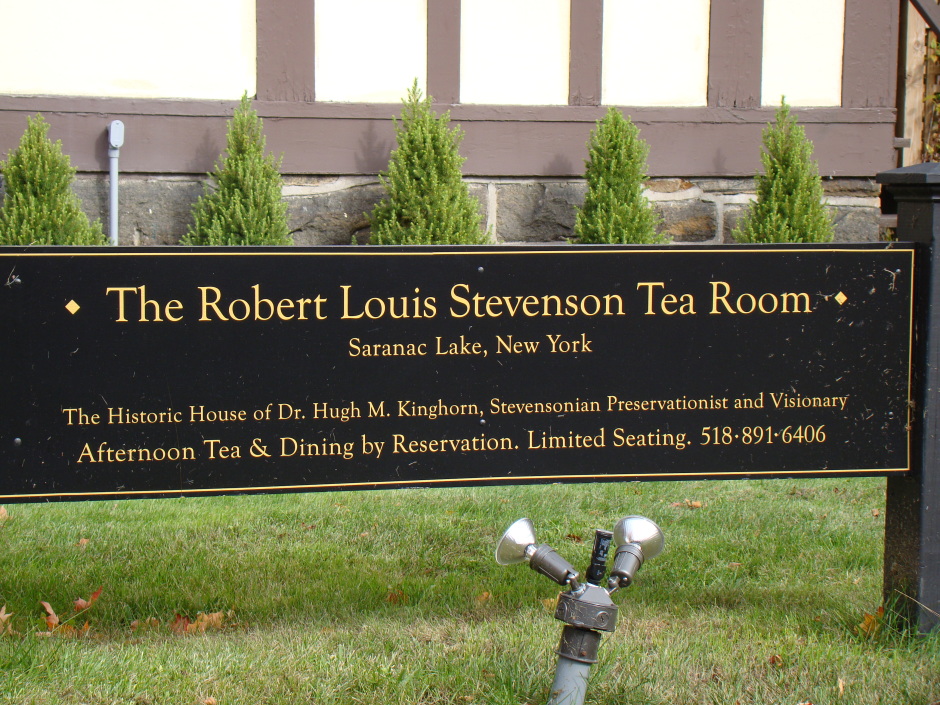 The Robert Louis Stevenson Tea Room
Saranac Lake, New York
The Historic House of Dr. Hugh M. Kinghorn, Stevensonian Preservationist and Visionary
Afternoon Tea & Dining by Reservation. Limited Seating. 518·891·6406